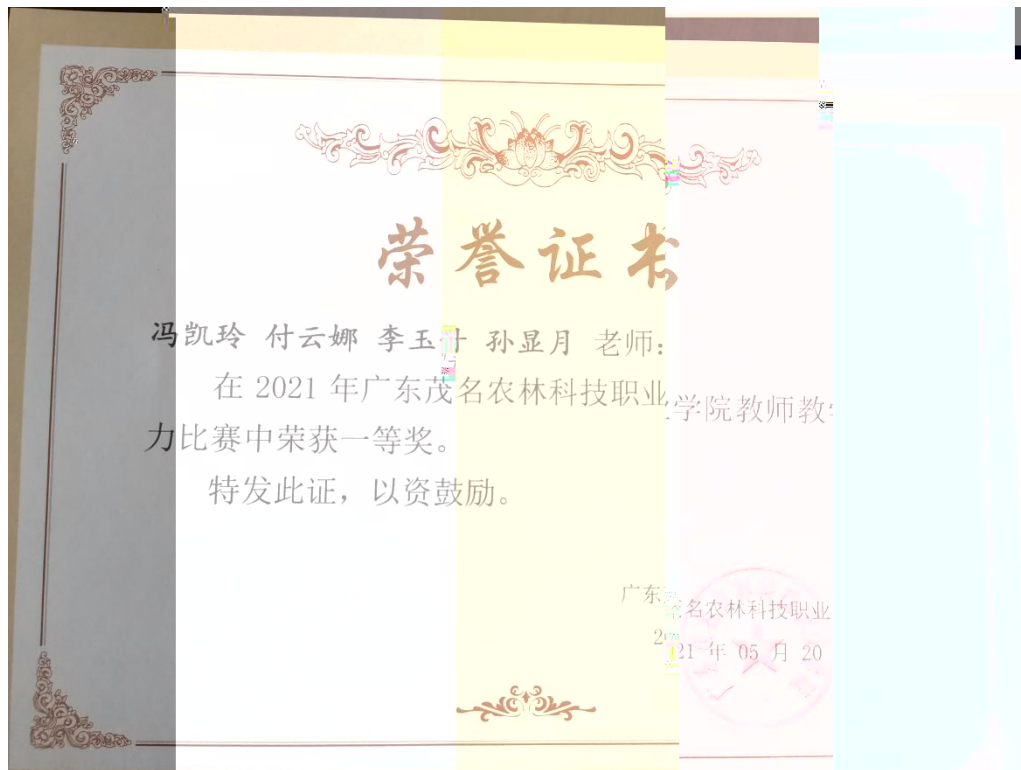 荣誉证书
冯凯玲 付云娜 李玉 孙显月 老师：
在 2021 年广东茂名农林科技职业学院教师教
力比赛中荣获一等奖。
特发此证，以资鼓励。
广东 名农林科技职业
2021 年 05 月 20